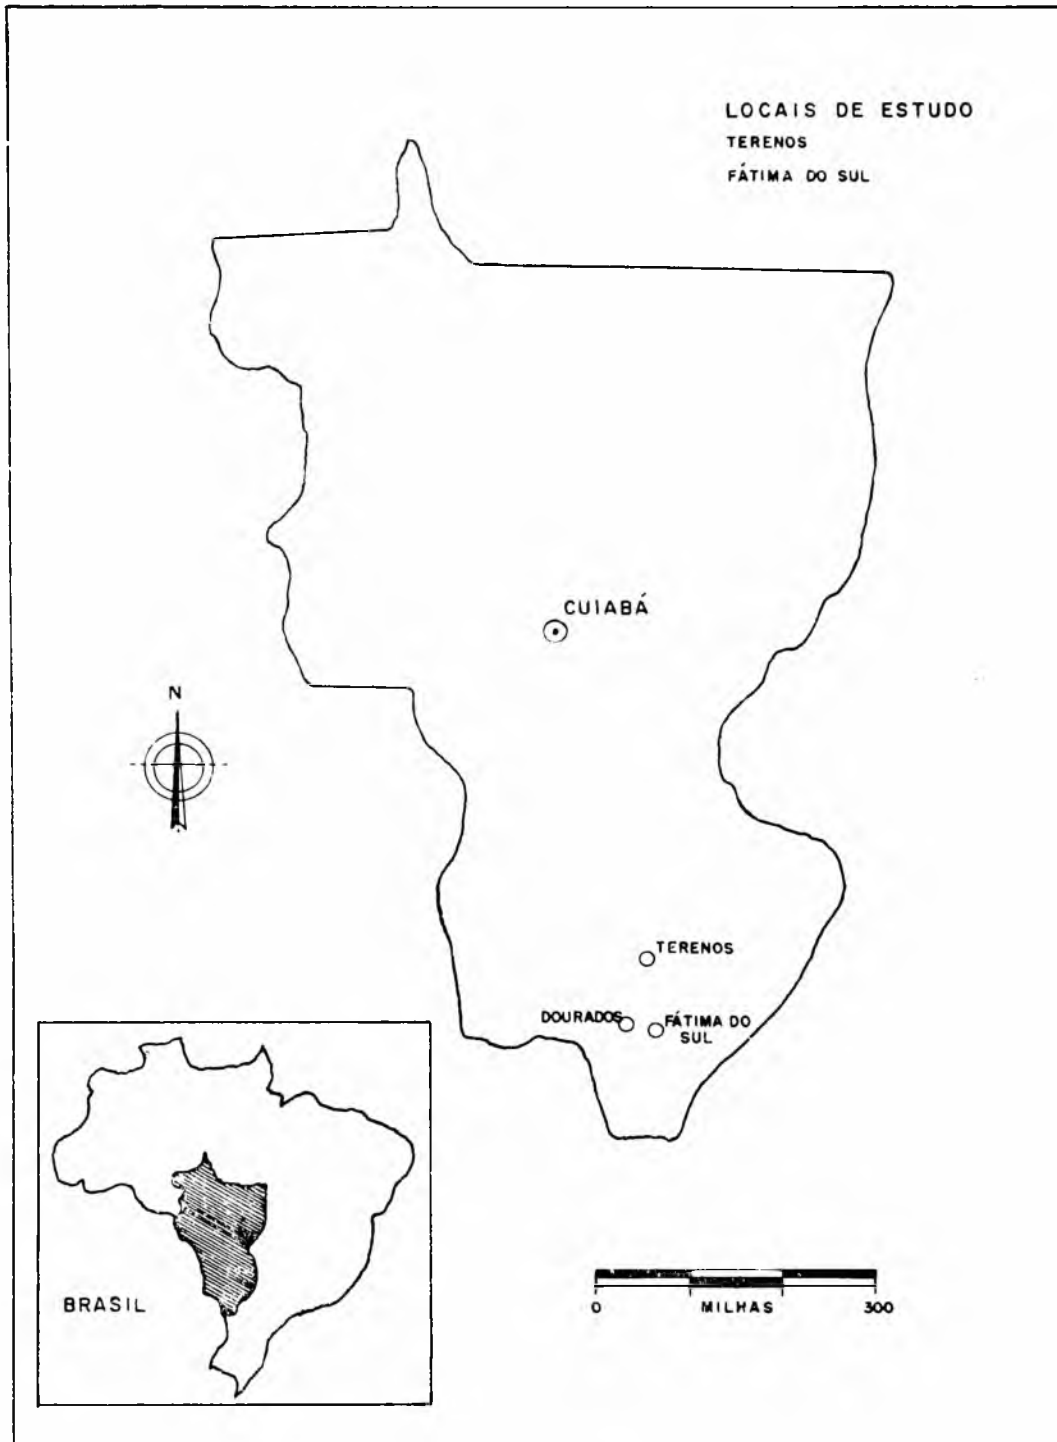 LOCAIS DE ESTUDO
TERENOS
FÁTIMA DO SUL
CUIABÁ
N
TERENOS
DOURADOS
FÁTIMA DO
SUL
BRASIL
0 MILHAS 300